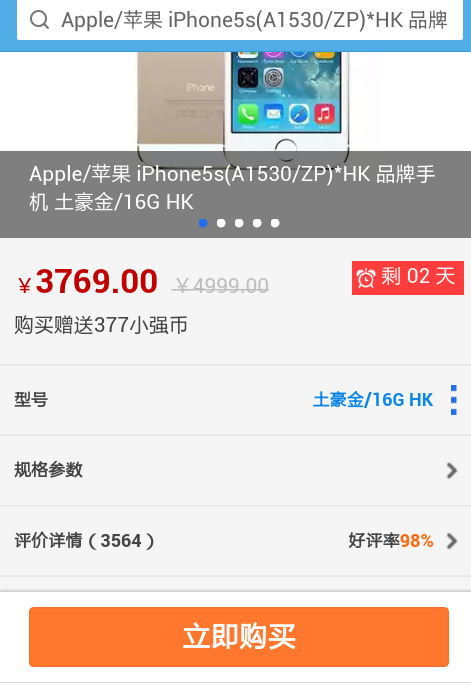 Apple/苹果 iPhone5s(A1530/ZP)*HK 品牌
iPhone
Apple/苹果 iPhone5s(A1530/ZP)*HK 品牌手
机 土豪金/16G HK
￥3769.00 ￥4999.00 剩 02 天
购买赠送377小强币
型号 土豪金/16G HK
规格参数
评价详情（3564） 好评率98%
立即购买